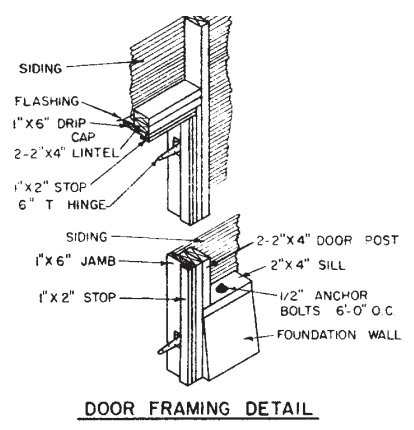 SIDING
FLASHING
1"X6" DRIP
CAP
2-2"X4" LINTEL
1"X2" STOP
6" T HINGE
SIDING
2-2"X4" DOOR POST
1"X6" JAMB
2"X4" SILL
1"X2" STOP
1/2" ANCHOR
BOLTS 6'-0" O.C.
FOUNDATION WALL
DOOR FRAMING DETAIL